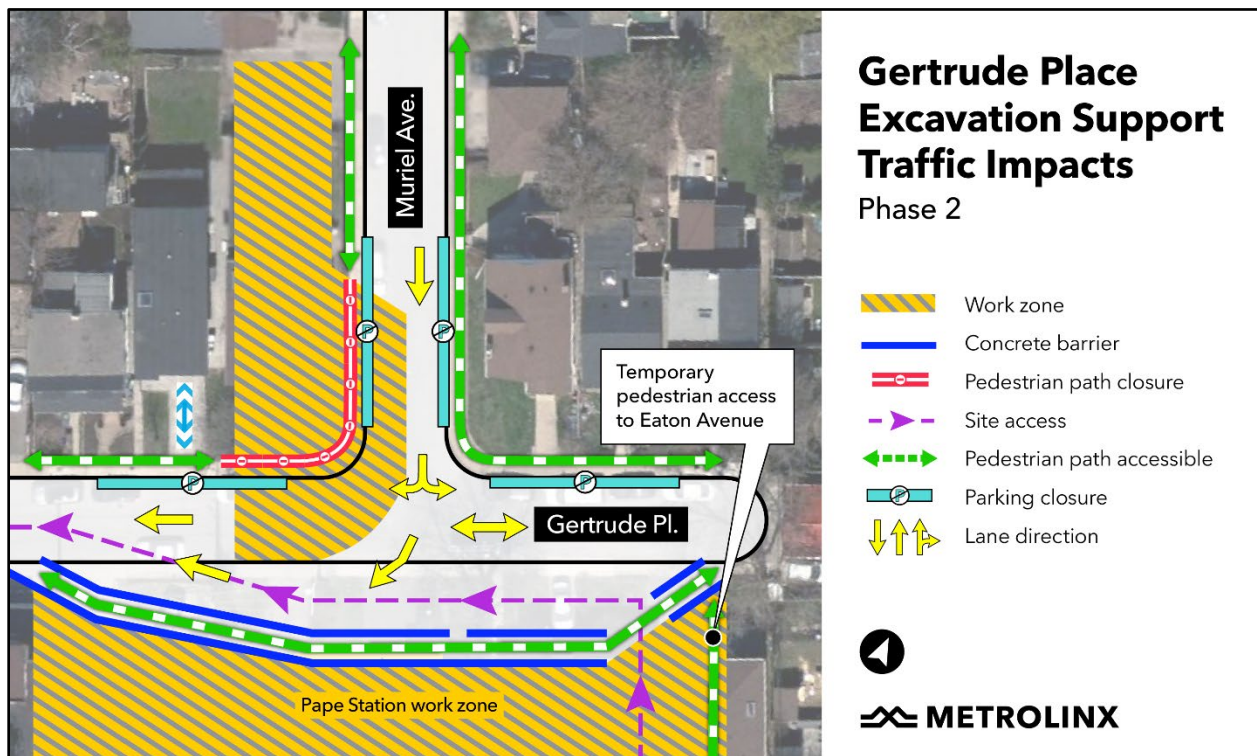 Gertrude Place
Excavation Support
Traffic Impacts
Phase 2
Work zone
Concrete barrier
Pedestrian path closure
Site access
Pedestrian path accessible
P
Parking closure
Lane direction
METROLINX
Muriel Ave.
P
P
Temporary
pedestrian access
to Eaton Avenue
P
P
Gertrude Pl.
Pape Station work zone